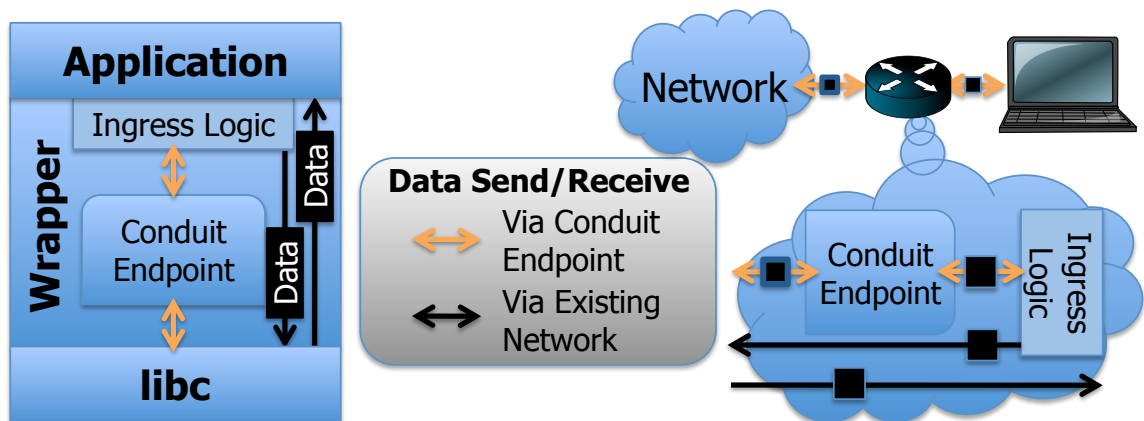 Application
Ingress Logic
Wrapper
Conduit
Endpoint
Data
Data
libc
Data Send/Receive
Via Conduit
Endpoint
Via Existing
Network
Network
Conduit
Endpoint
Ingress
Logic